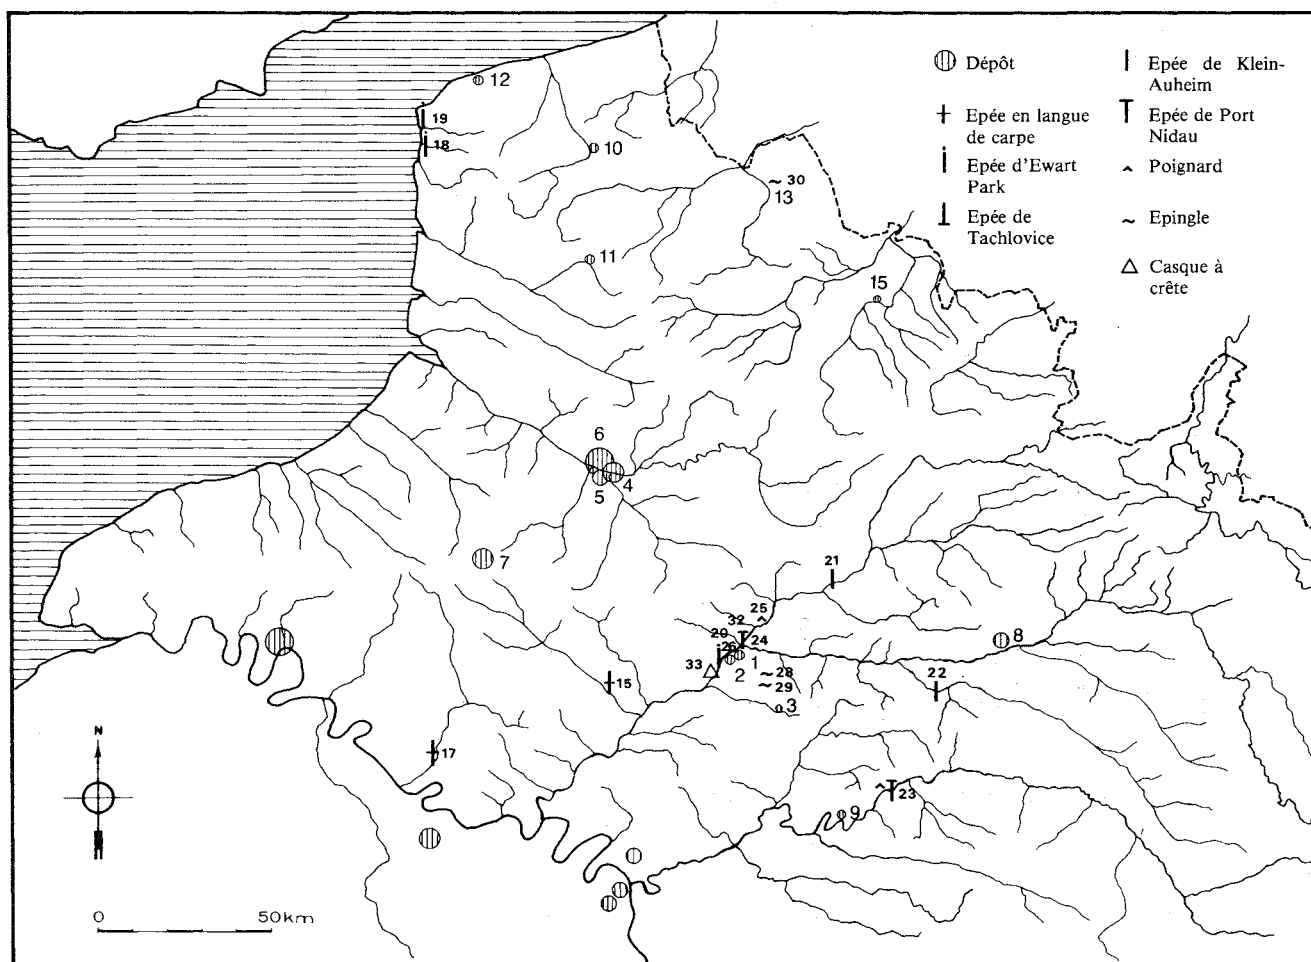 Dépôt
Epée en langue
de carpe
Epée d'Ewart
Park
Epée de
Tachlovice
Epée de Klein-
Auheim
Epée de Port
Nidau
Poignard
Epingle
Casque à
crête
12
19
18
10
30
13
11
15
6
5
4
7
21
25
32
20
24
26
1
2
33
28
29
3
8
22
15
17
23
9
N
0 50km